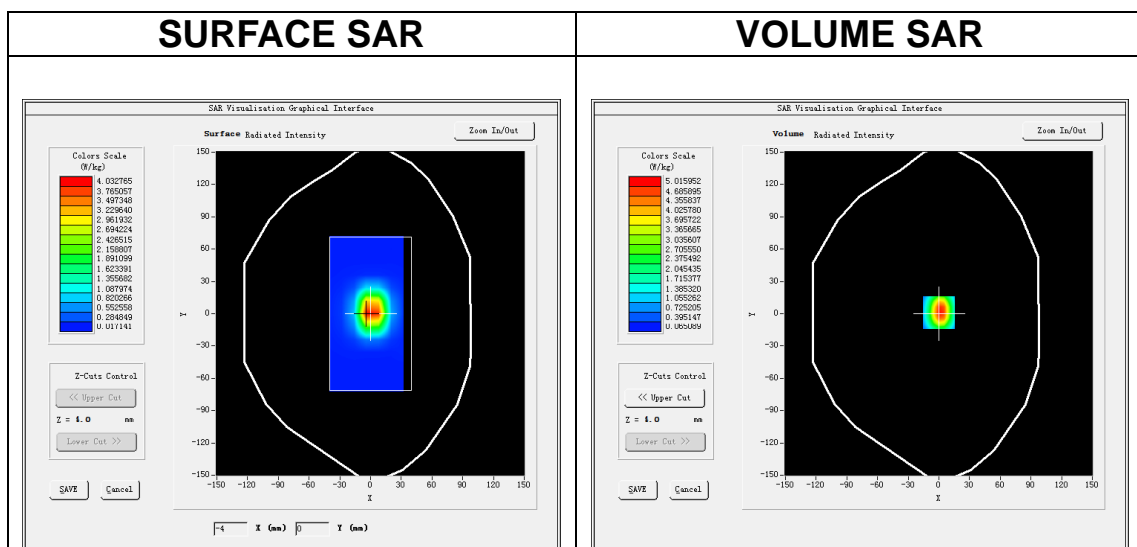 SURFACE SAR
VOLUME SAR
SAR Visualisation Graphical Interface
Surface Radiated Intensity
Zoom In/Out
Colors Scale
(W/kg)
4.032765
3.765057
3.497348
3.229640
2.961932
2.694224
2.426515
2.158807
1.891099
1.623391
1.355682
1.087974
0.820266
0.552558
0.284849
0.017141
150
120
90
60
30
0
-30
-60
-90
-120
-150
Y
-150 -120 -90 -60 -30 0 30 60 90 120 150
X
Z-Cuts Control
<< Upper Cut
Z = 4.0 mm
Lower Cut >>
SAVE Cancel
-4 X (mm) 0 Y (mm)
SAR Visualisation Graphical Interface
Volume Radiated Intensity
Zoom In/Out
Colors Scale
(W/kg)
5.015952
4.685895
4.355837
4.025780
3.695722
3.365665
3.035607
2.705550
2.375492
2.045435
1.715377
1.385320
1.055262
0.725205
0.395147
0.065089
150
120
90
60
30
0
-30
-60
-90
-120
-150
Y
-150 -120 -90 -60 -30 0 30 60 90 120 150
X
Z-Cuts Control
<< Upper Cut
Z = 4.0 mm
Lower Cut >>
SAVE Cancel